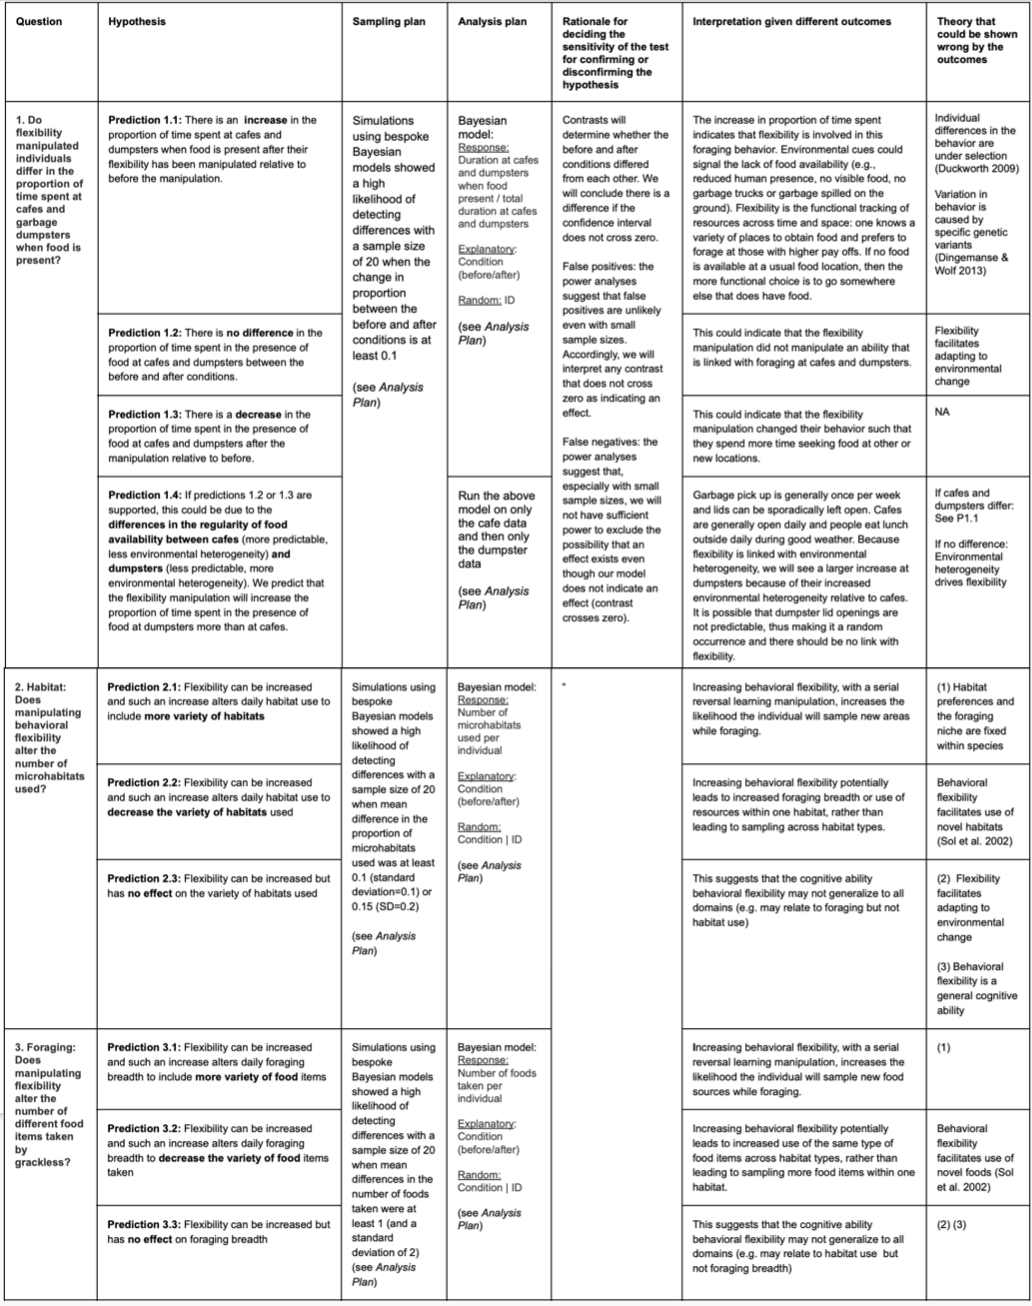 Question
Hypothesis
Sampling plan
Analysis plan
Rationale for
deciding the
sensitivity of the test
for confirming or
disconfirming the
hypothesis
Interpretation given different outcomes
Theory that
could be shown
wrong by the
outcomes
1. Do
flexibility
manipulated
individuals
differ in the
proportion of
time spent at
cafes and
garbage
dumpsters
when food is
present?
Prediction 1.1: There is an increase in the
proportion of time spent at cafes and
dumpsters when food is present after their
flexibility has been manipulated relative to
before the manipulation.
Simulations
using bespoke
Bayesian
models showed
a high
likelihood of
detecting
differences with
a sample size
of 20 when the
change in
proportion
between the
before and after
conditions is at
least 0.1
(see Analysis
Plan)
Bayesian
model:
Response:
Duration at cafes
and dumpsters
when food
present / total
duration at cafes
and dumpsters
Explanatory:
Condition
(before/after)
Random: ID
(see Analysis
Plan)
Contrasts will
determine whether the
before and after
conditions differed
from each other. We
will conclude there is a
difference if the
confidence interval
does not cross zero.
False positives: the
power analyses
suggest that false
positives are unlikely
even with small
sample sizes.
Accordingly, we will
interpret any contrast
that does not cross
zero as indicating an
effect.
False negatives: the
power analyses
suggest that,
especially with small
sample sizes, we will
not have sufficient
power to exclude the
possibility that an
effect exists even
though our model
does not indicate an
effect (contrast
crosses zero).
The increase in proportion of time spent
indicates that flexibility is involved in this
foraging behavior. Environmental cues could
signal the lack of food availability (e.g.,
reduced human presence, no visible food, no
garbage trucks or garbage spilled on the
ground). Flexibility is the functional tracking of
resources across time and space: one knows a
variety of places to obtain food and prefers to
forage at those with higher pay offs. If no food
is available at a usual food location, then the
more functional choice is to go somewhere
else that does have food.
Individual
differences in the
behavior are
under selection
(Duckworth 2009)
Variation in
behavior is
caused by
specific genetic
variants
(Dingemanse &
Wolf 2013)
Prediction 1.2: There is no difference in the
proportion of time spent in the presence of
food at cafes and dumpsters between the
before and after conditions.
This could indicate that the flexibility
manipulation did not manipulate an ability that
is linked with foraging at cafes and dumpsters.
Flexibility
facilitates
adapting to
environmental
change
Prediction 1.3: There is a decrease in the
proportion of time spent in the presence of
food at cafes and dumpsters after the
manipulation relative to before.
This could indicate that the flexibility
manipulation changed their behavior such that
they spend more time seeking food at other or
new locations.
NA
Prediction 1.4: If predictions 1.2 or 1.3 are
supported, this could be due to the
differences in the regularity of food
availability between cafes (more predictable,
less environmental heterogeneity) and
dumpsters (less predictable, more
environmental heterogeneity). We predict that
the flexibility manipulation will increase the
proportion of time spent in the presence of
food at dumpsters more than at cafes.
Run the above
model on only
the cafe data
and then only
the dumpster
data
(see Analysis
Plan)
Garbage pick up is generally once per week
and lids can be sporadically left open. Cafes
are generally open daily and people eat lunch
outside daily during good weather. Because
flexibility is linked with environmental
heterogeneity, we will see a larger increase at
dumpsters because of their increased
environmental heterogeneity relative to cafes.
It is possible that dumpster lid openings are
not predictable, thus making it a random
occurrence and there should be no link with
flexibility.
If cafes and
dumpsters differ:
See P1.1
If no difference:
Environmental
heterogeneity
drives flexibility
2. Habitat:
Does
manipulating
behavioral
flexibility
alter the
number of
microhabitats
used?
Prediction 2.1: Flexibility can be increased
and such an increase alters daily habitat use to
include more variety of habitats
Simulations using
bespoke
Bayesian models
showed a high
likelihood of
detecting
differences with a
sample size of 20
when mean
difference in the
proportion of
microhabitats
used was at least
0.1 (standard
deviation=0.1) or
0.15 (SD=0.2)
(see Analysis
Plan)
Bayesian model:
Response:
Number of
microhabitats
used per
individual
Explanatory:
Condition
(before/after)
Random:
Condition | ID
(see Analysis
Plan)
"
Increasing behavioral flexibility, with a serial
reversal learning manipulation, increases the
likelihood the individual will sample new areas
while foraging.
(1) Habitat
preferences and
the foraging
niche are fixed
within species
Prediction 2.2: Flexibility can be increased
and such an increase alters daily habitat use to
decrease the variety of habitats used
Increasing behavioral flexibility potentially
leads to increased foraging breadth or use of
resources within one habitat, rather than
leading to sampling across habitat types.
Behavioral
flexibility
facilitates use of
novel habitats
(Sol et al. 2002)
Prediction 2.3: Flexibility can be increased but
has no effect on the variety of habitats used
This suggests that the cognitive ability
behavioral flexibility may not generalize to all
domains (e.g. may relate to foraging but not
habitat use)
(2) Flexibility
facilitates
adapting to
environmental
change
(3) Behavioral
flexibility is a
general cognitive
ability
3. Foraging:
Does
manipulating
flexibility
alter the
number of
different food
items taken
by
grackless?
Prediction 3.1: Flexibility can be increased
and such an increase alters daily foraging
breadth to include more variety of food items
Simulations using
bespoke
Bayesian models
showed a high
likelihood of
detecting
differences with a
sample size of 20
when mean
differences in the
number of foods
taken were at
least 1 (and a
standard
deviation of 2)
(see Analysis
Plan)
Bayesian model:
Response:
Number of foods
taken per
individual
Explanatory:
Condition
(before/after)
Random:
Condition | ID
(see Analysis
Plan)
Increasing behavioral flexibility, with a serial
reversal learning manipulation, increases the
likelihood the individual will sample new food
sources while foraging.
(1)
Prediction 3.2: Flexibility can be increased
and such an increase alters daily foraging
breadth to decrease the variety of food items
taken
Increasing behavioral flexibility potentially
leads to increased use of the same type of
food items across habitat types, rather than
leading to sampling more food items within one
habitat.
Behavioral
flexibility
facilitates use of
novel foods (Sol
et al. 2002)
Prediction 3.3: Flexibility can be increased but
has no effect on foraging breadth
This suggests that the cognitive ability
behavioral flexibility may not generalize to all
domains (e.g. may relate to habitat use but
not foraging breadth)
(2) (3)